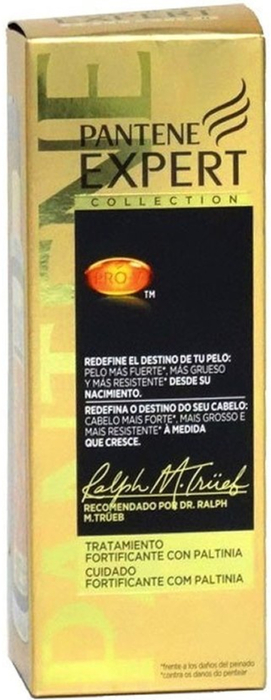 PANTENE
PANTENE
EXPERT
COLLECTION
PRO-V
TM
REDEFINE EL DESTINO DE TU PELO:
PELO MÁS FUERTE*, MÁS GRUESO
Y MÁS RESISTENTE* DESDE SU
NACIMIENTO.
REDEFINA O DESTINO DO SEU CABELO:
CABELO MAIS FORTE*, MAIS GROSSO E
MAIS RESISTENTE* À MEDIDA
QUE CRESCE.
Ralph M. Trüeb
RECOMENDADO POR DR. RALPH
M.TRÜEB
TRATAMIENTO
FORTIFICANTE CON PALTINIA
CUIDADO
FORTIFICANTE COM PALTINIA
*frente a los daños del peinado
*contra os danos do pentear